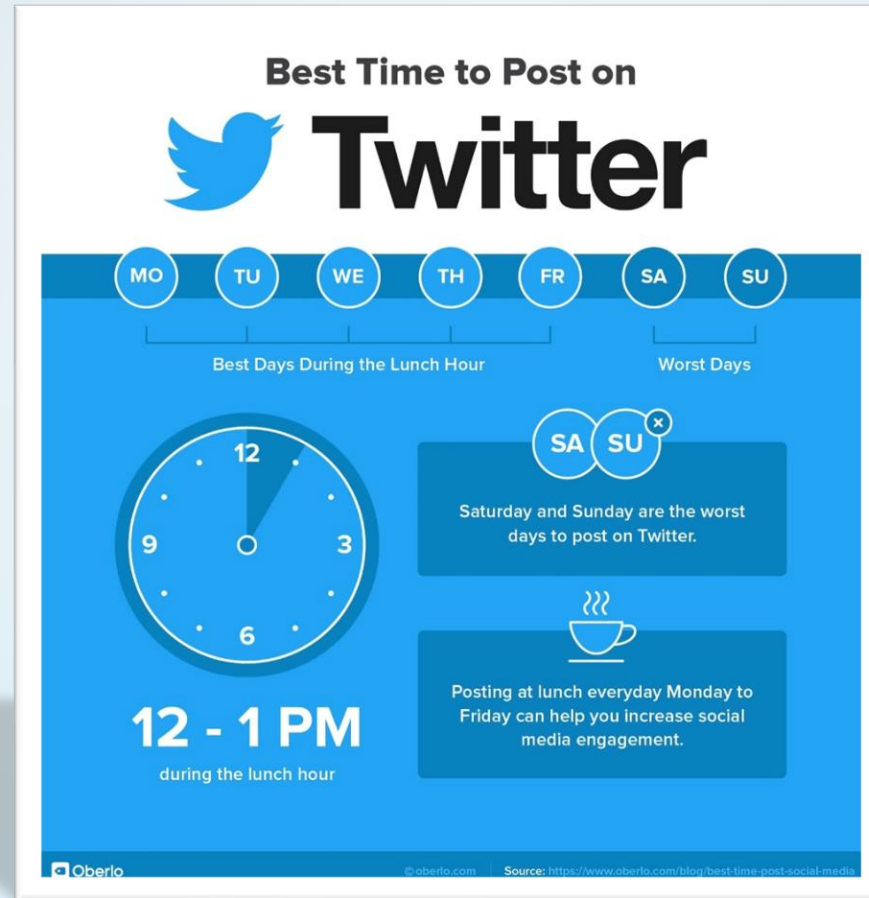 Best Time to Post on
Twitter
MO TU WE TH FR SA SU
Best Days During the Lunch Hour Worst Days
12
9 3
6
12 - 1 PM
during the lunch hour
SA SU
Saturday and Sunday are the worst
days to post on Twitter.
Posting at lunch everyday Monday to
Friday can help you increase social
media engagement.
Oberlo ©oberlo.com Source: https://www.oberlo.com/blog/best-time-post-social-media